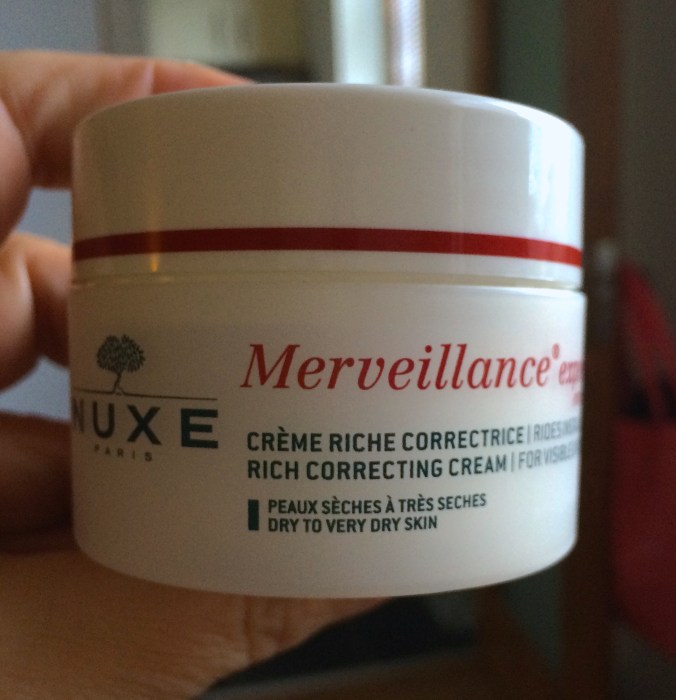 NUXE
PARIS
Merveillance®
CRÈME RICHE CORRECTRICE | RIDES
RICH CORRECTING CREAM | FOR VISIBLE
PEAUX SÈCHES À TRÈS SECHES
DRY TO VERY DRY SKIN